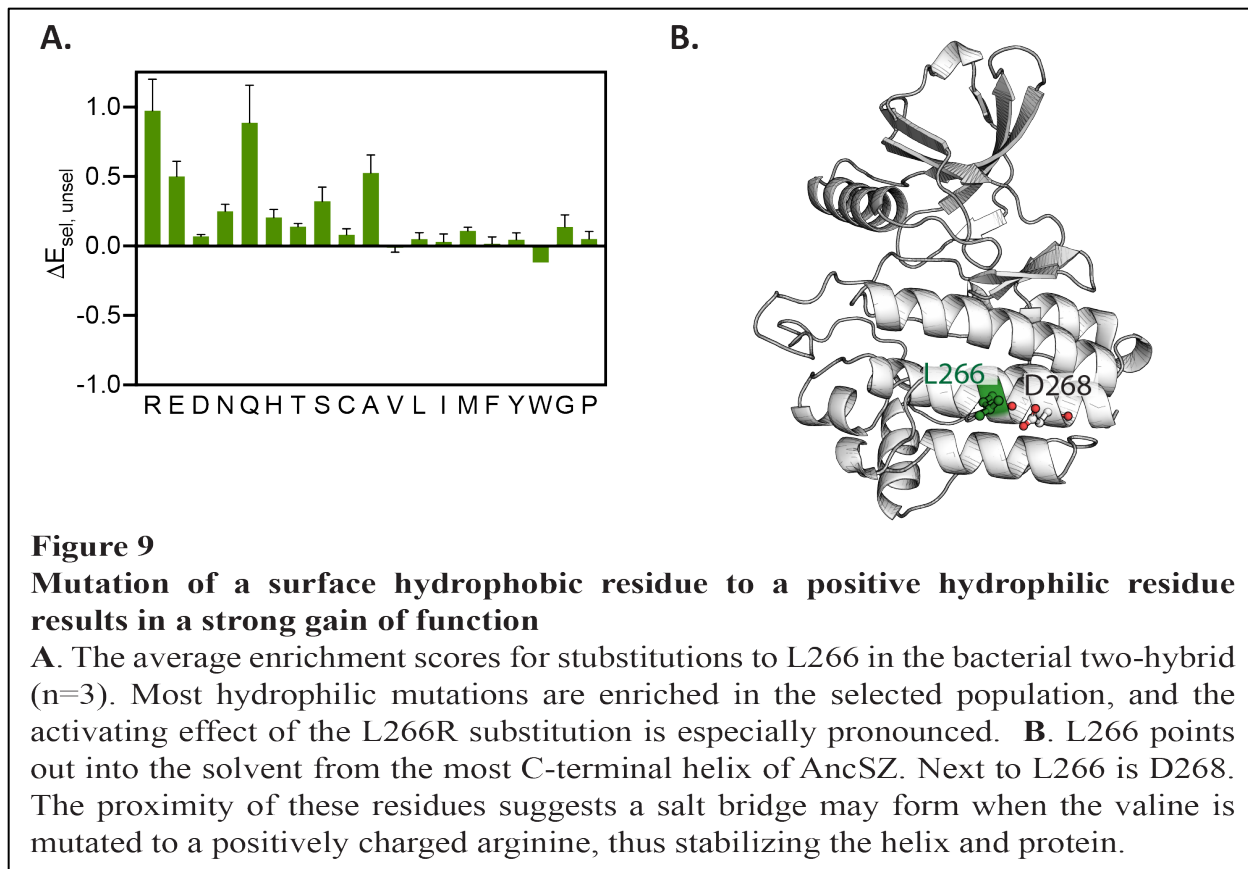 A.
B.
1.0
0.5
0.0
-0.5
-1.0
ΔEsel, unsel
R E D N Q H T S C A V L I M F Y W G P
L266
D268
Figure 9
Mutation of a surface hydrophobic residue to a positive hydrophilic residue
results in a strong gain of function
A. The average enrichment scores for stubstitutions to L266 in the bacterial two-hybrid
(n=3). Most hydrophilic mutations are enriched in the selected population, and the
activating effect of the L266R substitution is especially pronounced. B. L266 points
out into the solvent from the most C-terminal helix of AncSZ. Next to L266 is D268.
The proximity of these residues suggests a salt bridge may form when the valine is
mutated to a positively charged arginine, thus stabilizing the helix and protein.